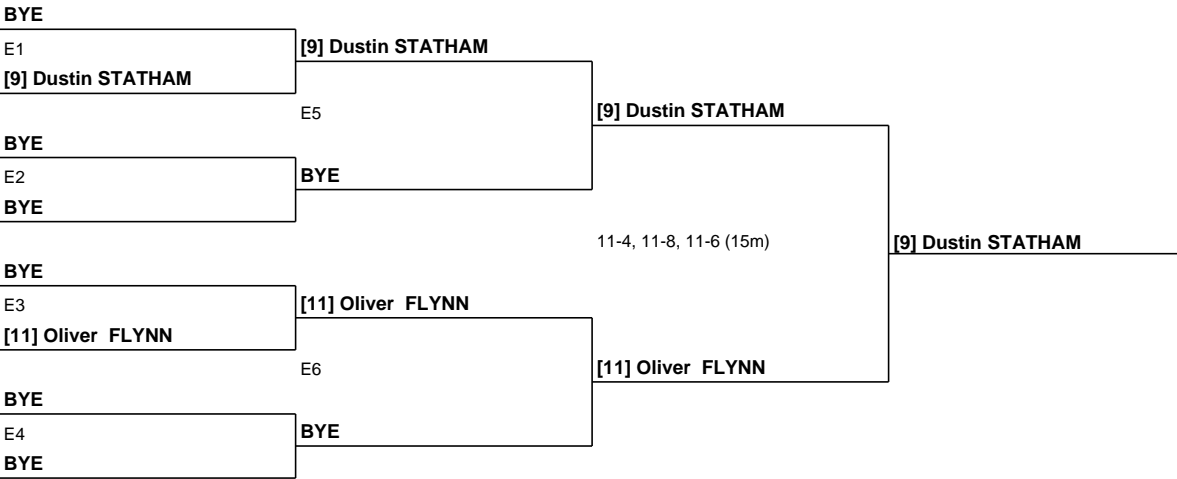 BYE
E1
[9] Dustin STATHAM
[9] Dustin STATHAM
E5
[9] Dustin STATHAM
BYE
E2
BYE
BYE
11-4, 11-8, 11-6 (15m)
[9] Dustin STATHAM
BYE
E3
[11] Oliver  FLYNN
[11] Oliver  FLYNN
E6
[11] Oliver  FLYNN
BYE
E4
BYE
BYE